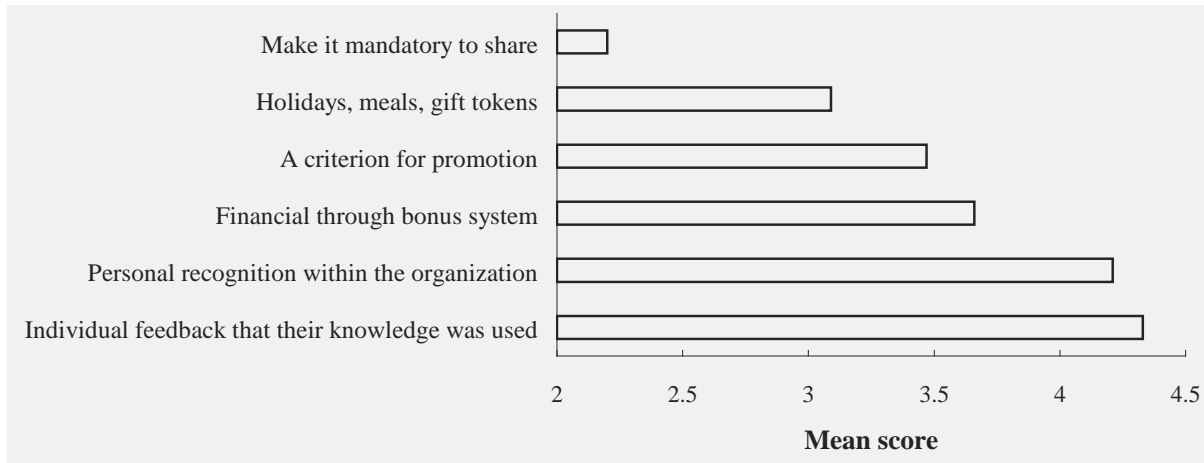 Make it mandatory to share
Holidays, meals, gift tokens
A criterion for promotion
Financial through bonus system
Personal recognition within the organization
Individual feedback that their knowledge was used
2 2.5 3 3.5 4 4.5
Mean score